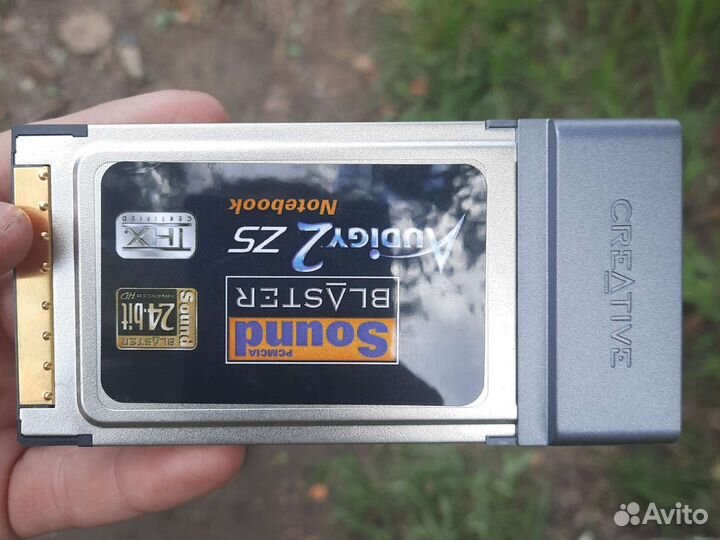 PCMCIA
Sound
BLASTER
AUDIGY 2 ZS
Notebook
Sound
BLASTER
24.bit
ADVANCED HD
THX
CERTIFIED
CREATIVE
Avito